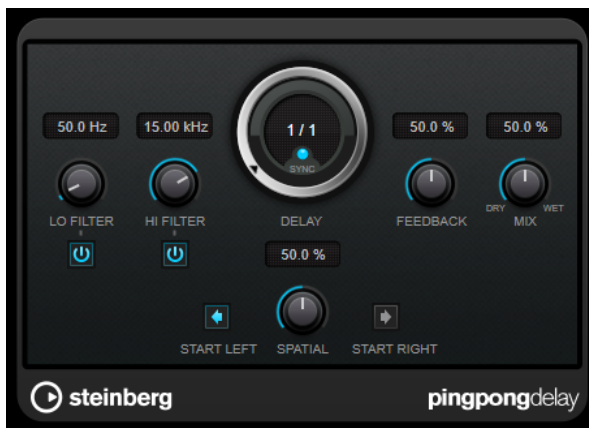 50.0 Hz 15.00 kHz 1 / 1 50.0 % 50.0 %
SYNC
LO FILTER HI FILTER DELAY FEEDBACK DRY MIX WET
50.0 %
START LEFT SPATIAL START RIGHT
steinberg pingpongdelay